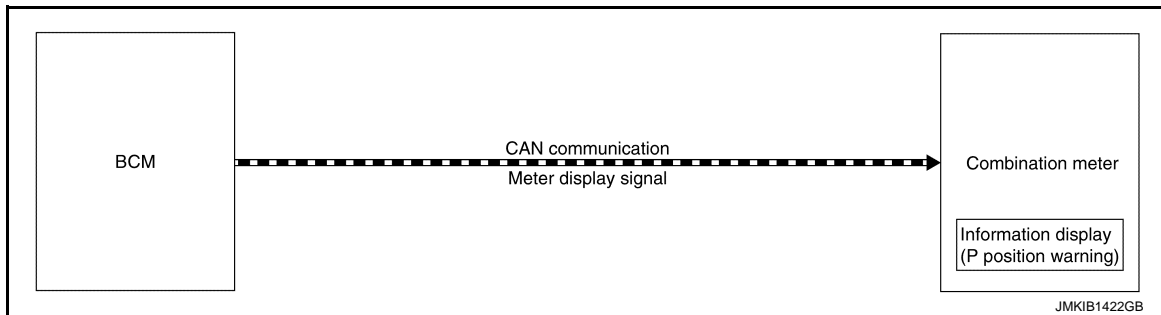 BCM
CAN communication
Meter display signal
Combination meter
Information display
(P position warning)
JMKIB1422GB